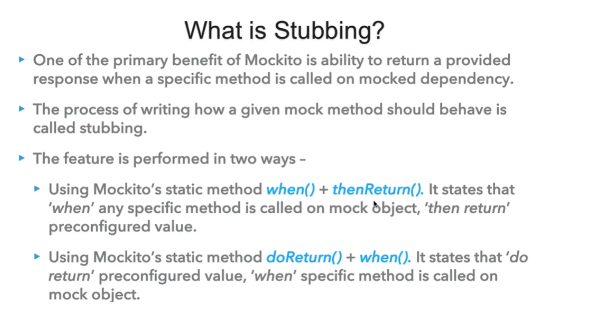 What is Stubbing?
▸ One of the primary benefit of Mockito is ability to return a provided
response when a specific method is called on mocked dependency.
▸ The process of writing how a given mock method should behave is
called stubbing.
▸ The feature is performed in two ways –
▸ Using Mockito's static method when() + thenReturn(). It states that
'when' any specific method is called on mock object, 'then return'
preconfigured value.
▸ Using Mockito's static method doReturn() + when(). It states that 'do
return' preconfigured value, 'when' specific method is called on
mock object.